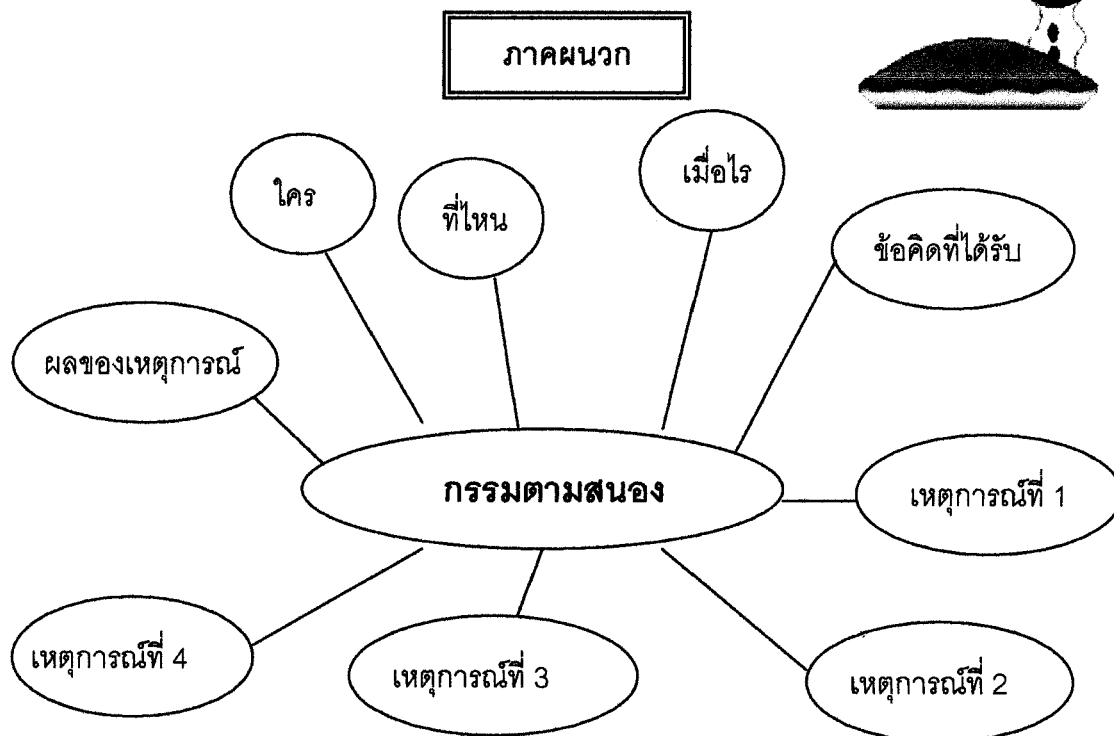 ภาคผนวก
ใคร
ที่ไหน
เมื่อไร
ข้อคิดที่ได้รับ
ผลของเหตุการณ์
กรรมตามสนอง
เหตุการณ์ที่ 1
เหตุการณ์ที่ 4
เหตุการณ์ที่ 3
เหตุการณ์ที่ 2